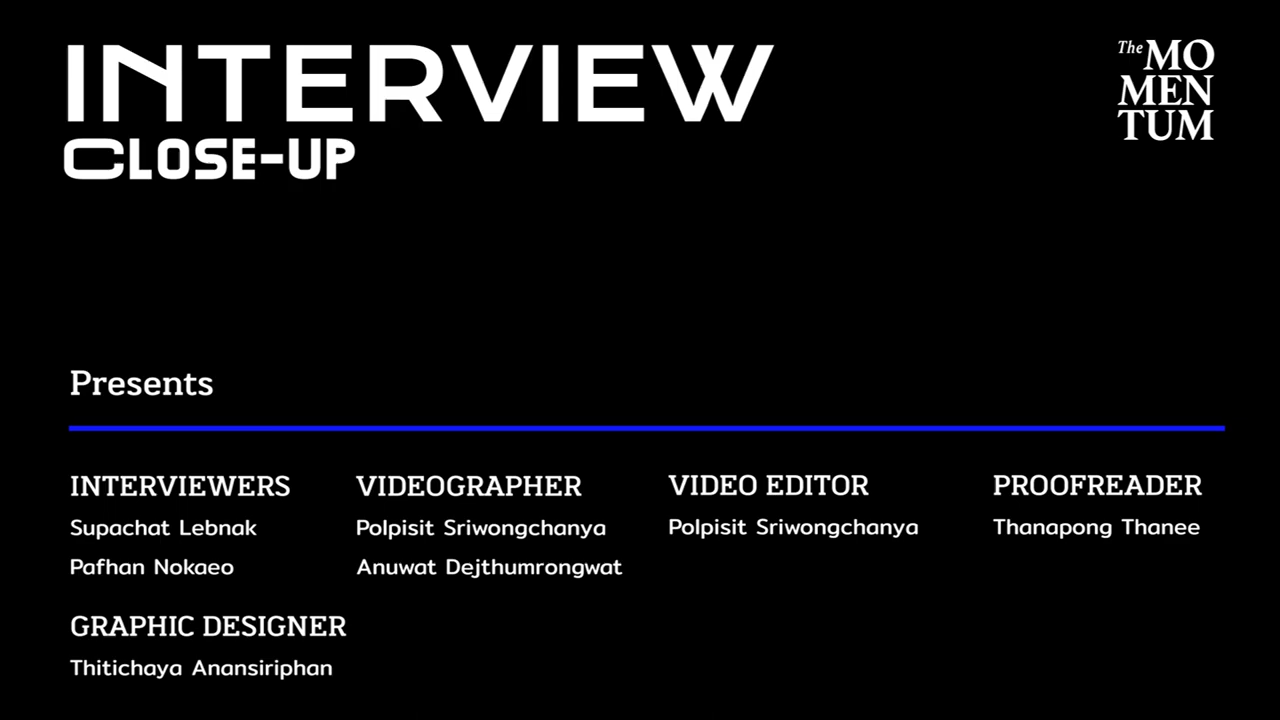 INTERVIEW
CLOSE-UP
The MO
MEN
TUM
Presents
INTERVIEWERS
Supachat Lebnak
Pafhan Nokaeo
VIDEOGRAPHER
Polpisit Sriwongchanya
Anuwat Dejthumrongwat
VIDEO EDITOR
Polpisit Sriwongchanya
PROOFREADER
Thanapong Thanee
GRAPHIC DESIGNER
Thitichaya Anansiriphan